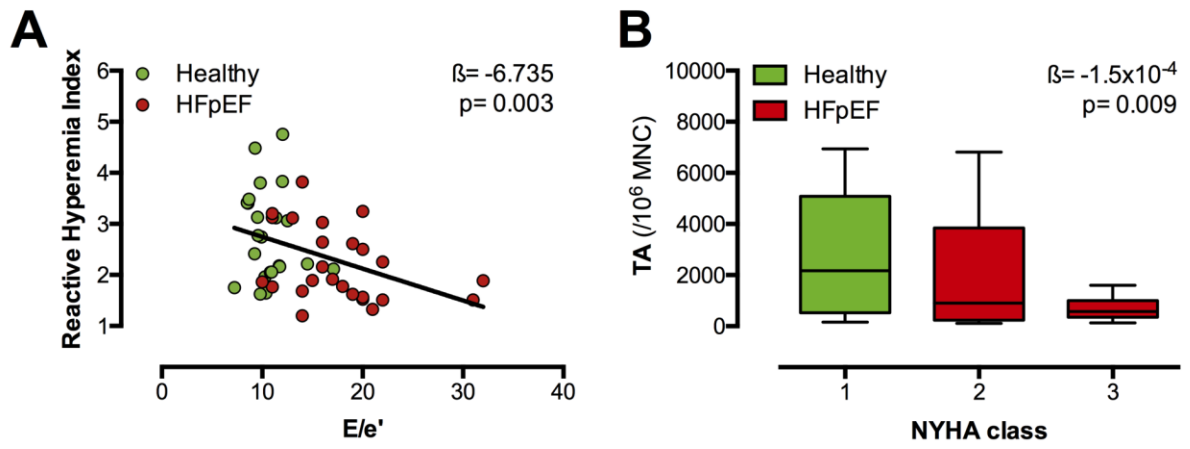 A
Reactive Hyperemia Index
6
5
4
3
2
1
Healthy
HFpEF
ß= -6.735
p= 0.003
0 10 20 30 40
E/e'
B
TA (/10⁶ MNC)
10000
8000
6000
4000
2000
0
Healthy
HFpEF
ß= -1.5x10⁻⁴
p= 0.009
1 2 3
NYHA class